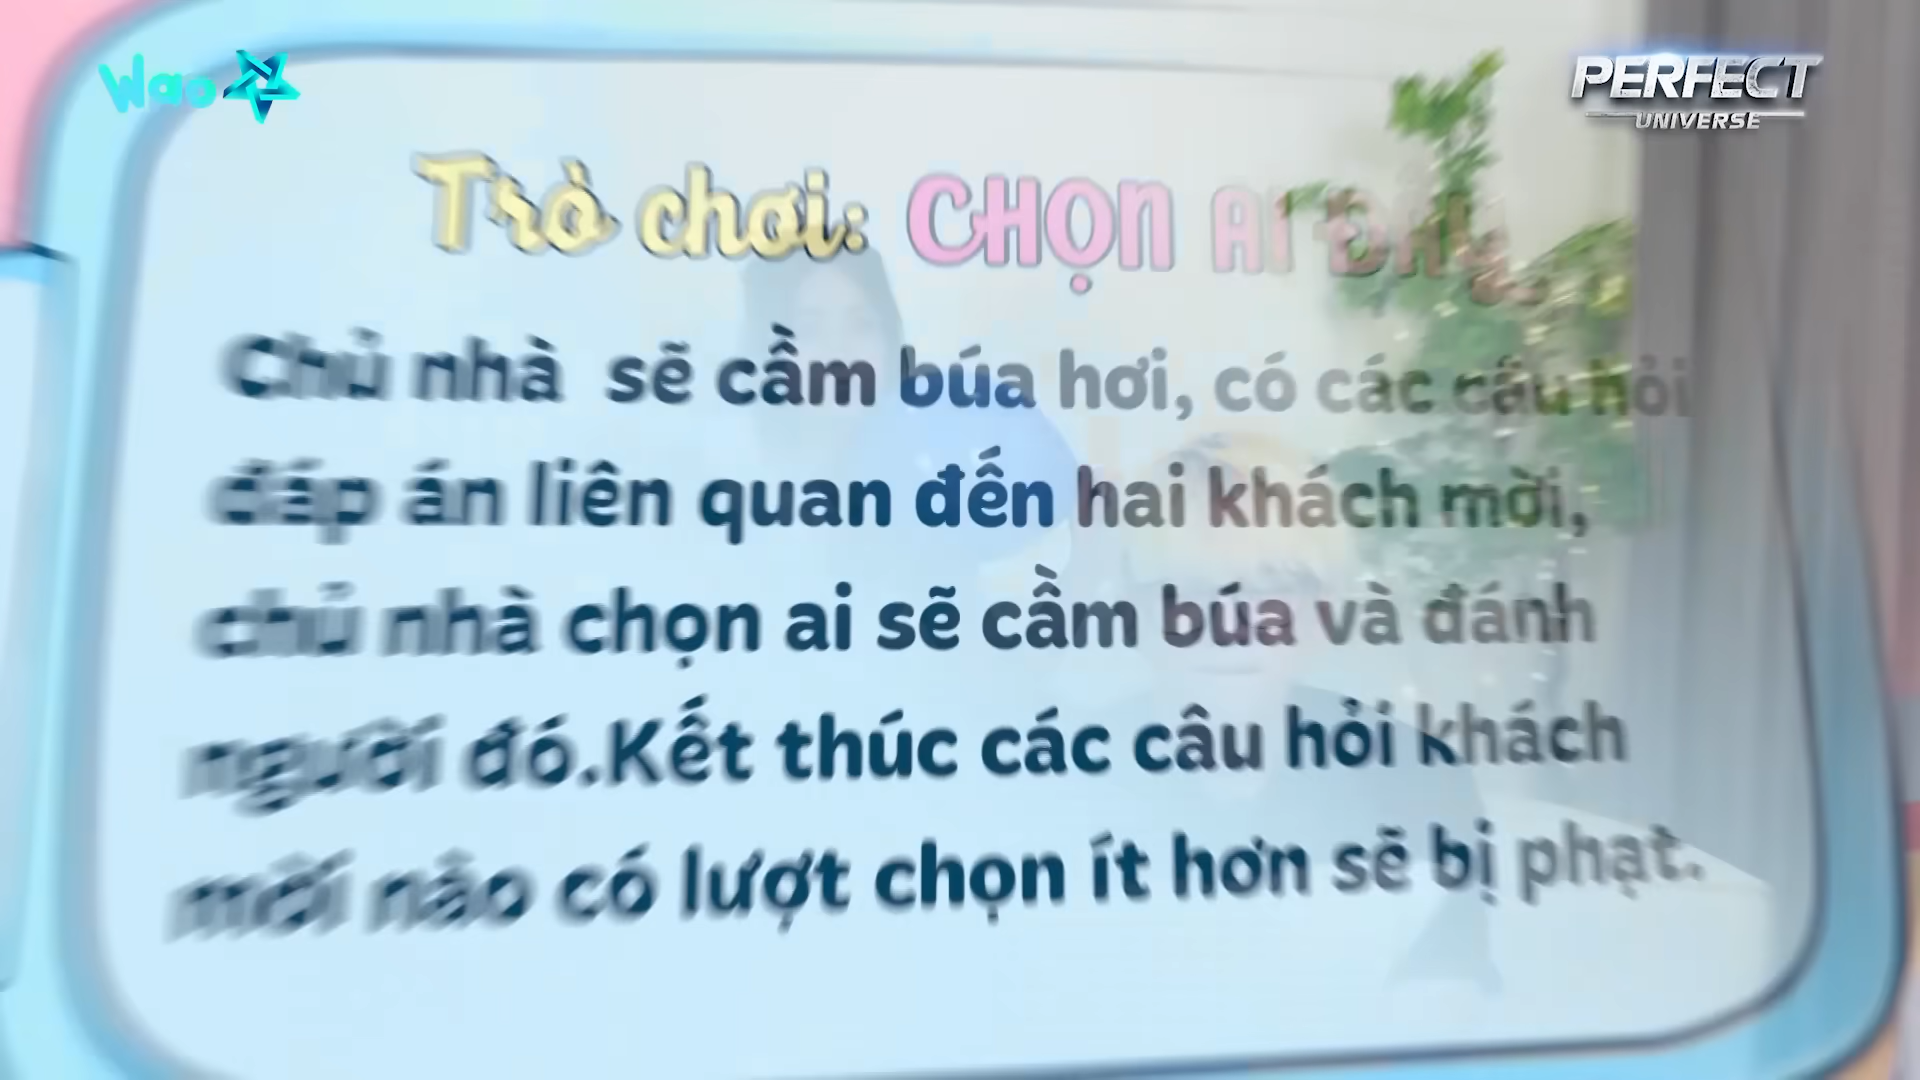 Wao
PERFECT
UNIVERSE
Trò chơi: CHỌN AI ĐÂY
Chủ nhà sẽ cầm búa hơi, có các câu hỏi
đáp án liên quan đến hai khách mời,
chủ nhà chọn ai sẽ cầm búa và đánh
người đó.Kết thúc các câu hỏi khách
mời nào có lượt chọn ít hơn sẽ bị phạt.